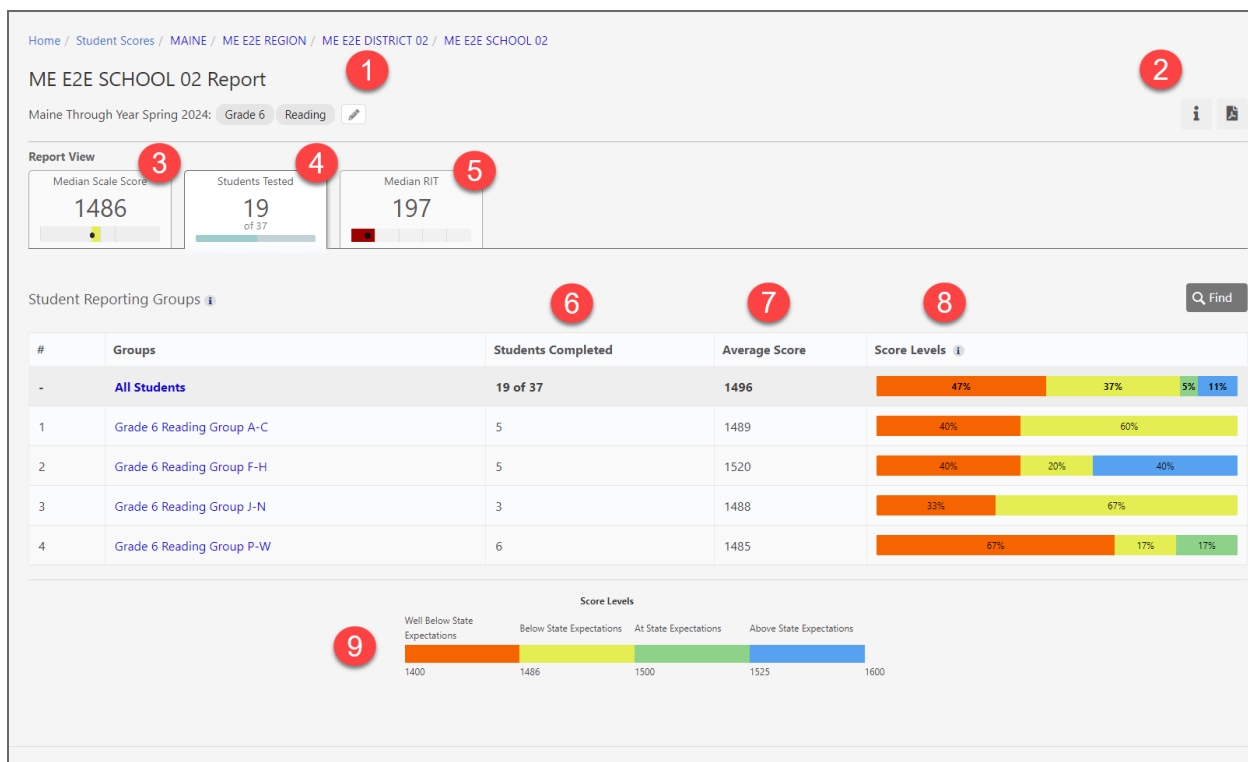 Home / Student Scores / MAINE / ME E2E REGION / ME E2E DISTRICT 02 / ME E2E SCHOOL 02
1
2
ME E2E SCHOOL 02 Report
Maine Through Year Spring 2024: Grade 6 Reading
Report View
3
4
5
Median Scale Score
Students Tested
Median RIT
1486
19
197
of 37
Student Reporting Groups i
6
7
8
Find
# Groups Students Completed Average Score Score Levels i
- All Students 19 of 37 1496 47% 37% 5% 11%
1 Grade 6 Reading Group A-C 5 1489 40% 60%
2 Grade 6 Reading Group F-H 5 1520 40% 20% 40%
3 Grade 6 Reading Group J-N 3 1488 33% 67%
4 Grade 6 Reading Group P-W 6 1485 67% 17% 17%
Score Levels
9
Well Below State
Expectations
Below State Expectations
At State Expectations
Above State Expectations
1400 1486 1500 1525 1600